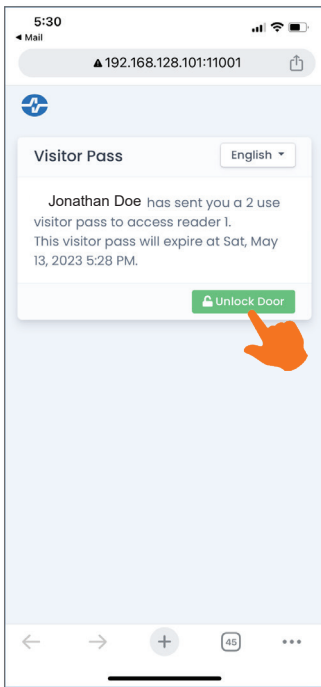 5:30
Mail
192.168.128.101:11001
Visitor Pass
English
Jonathan Doe has sent you a 2 use
visitor pass to access reader 1.
This visitor pass will expire at Sat, May
13, 2023 5:28 PM.
Unlock Door
45